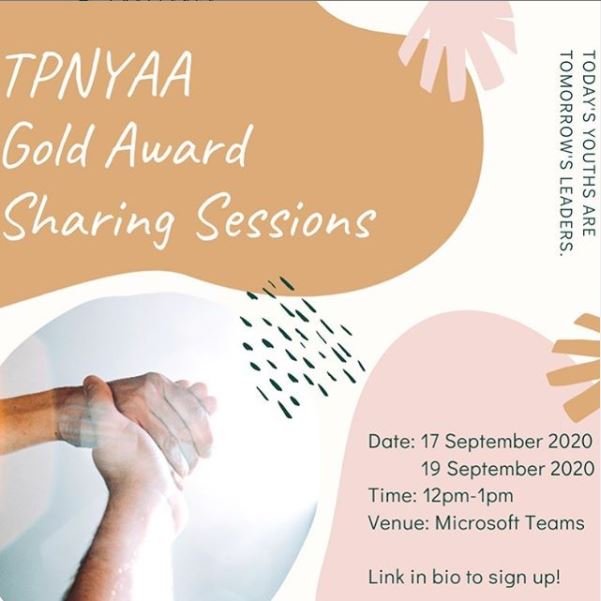 TPNYAA
Gold Award
Sharing Sessions
TODAY'S YOUTHS ARE
TOMORROW'S LEADERS.
Date: 17 September 2020
19 September 2020
Time: 12pm-1pm
Venue: Microsoft Teams
Link in bio to sign up!